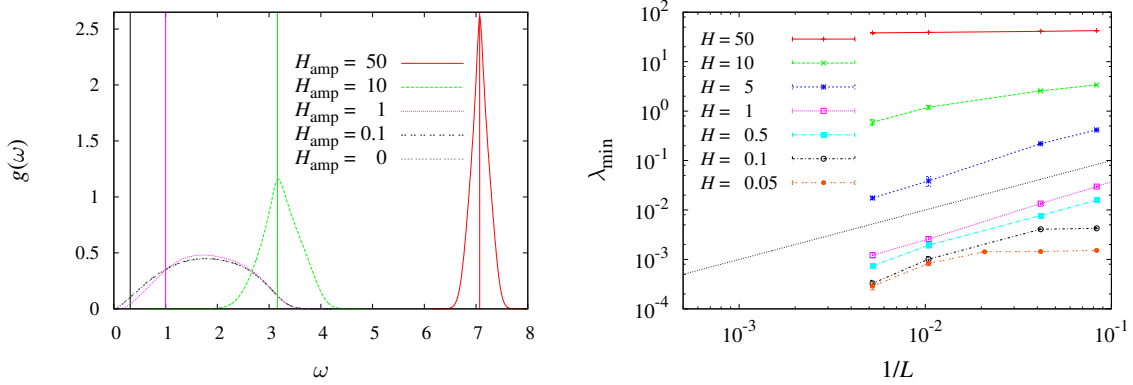 2.5
2
1.5
1
0.5
0
g(ω)
H_amp = 50
H_amp = 10
H_amp = 1
H_amp = 0.1
H_amp = 0
0 1 2 3 4 5 6 7 8
ω
10^2
10^1
10^0
10^-1
10^-2
10^-3
10^-4
λ_min
H = 50
H = 10
H = 5
H = 1
H = 0.5
H = 0.1
H = 0.05
10^-3 10^-2 10^-1
1/L